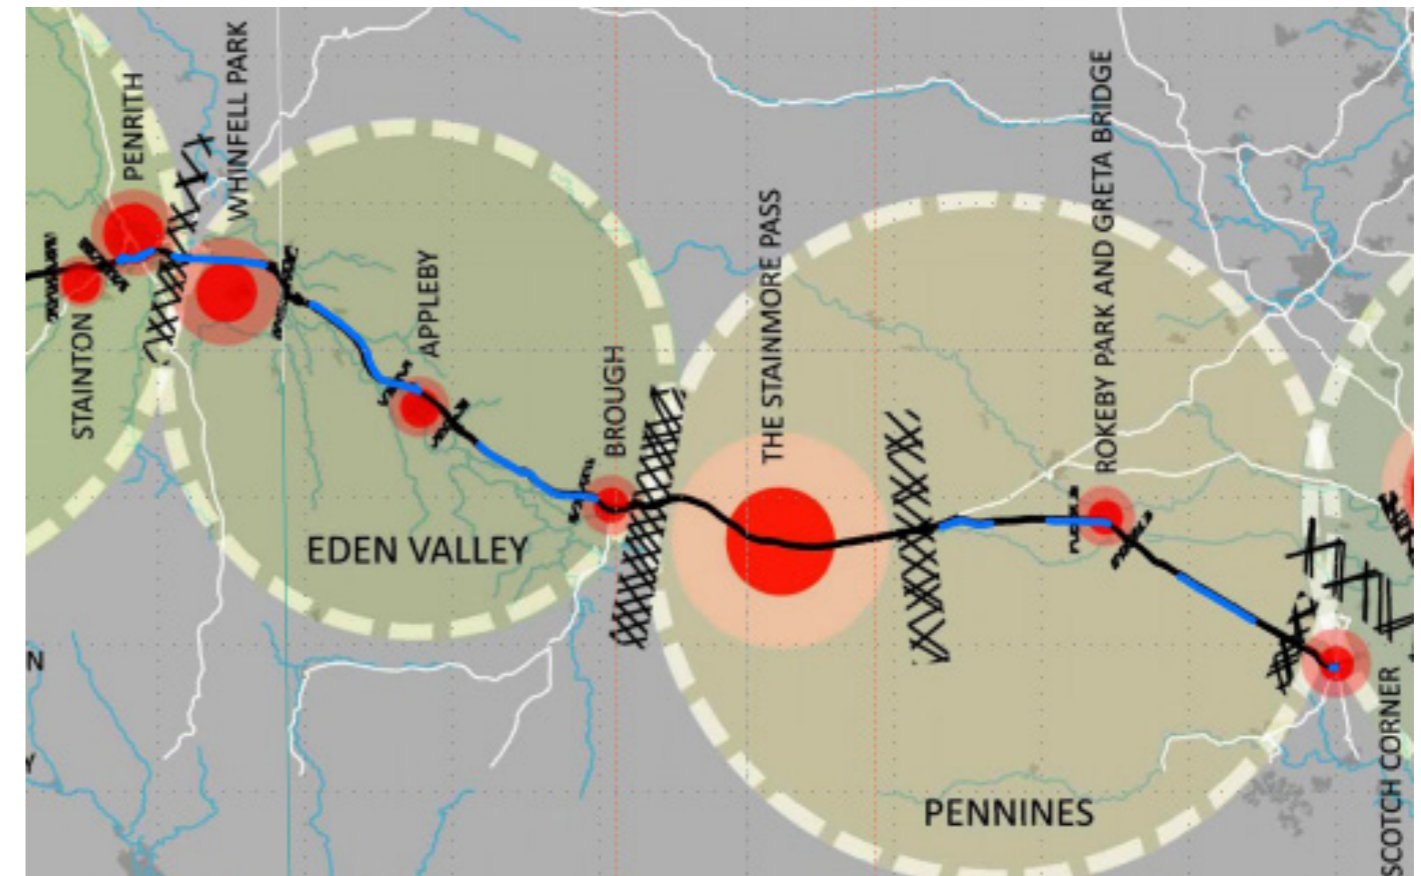 PENRITH
WHINFELL PARK
STAINTON
APPLEBY
BROUGH
THE STAINMORE PASS
ROKEBY PARK AND GRETA BRIDGE
EDEN VALLEY
PENNINES
SCOTCH CORNER
N
Y